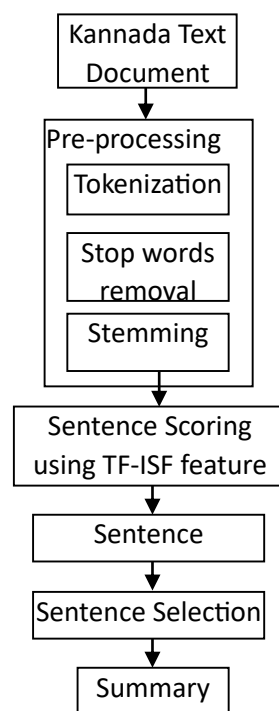 Kannada Text
Document
Pre-processing
Tokenization
Stop words
removal
Stemming
Sentence Scoring
using TF-ISF feature
Sentence
Sentence Selection
Summary